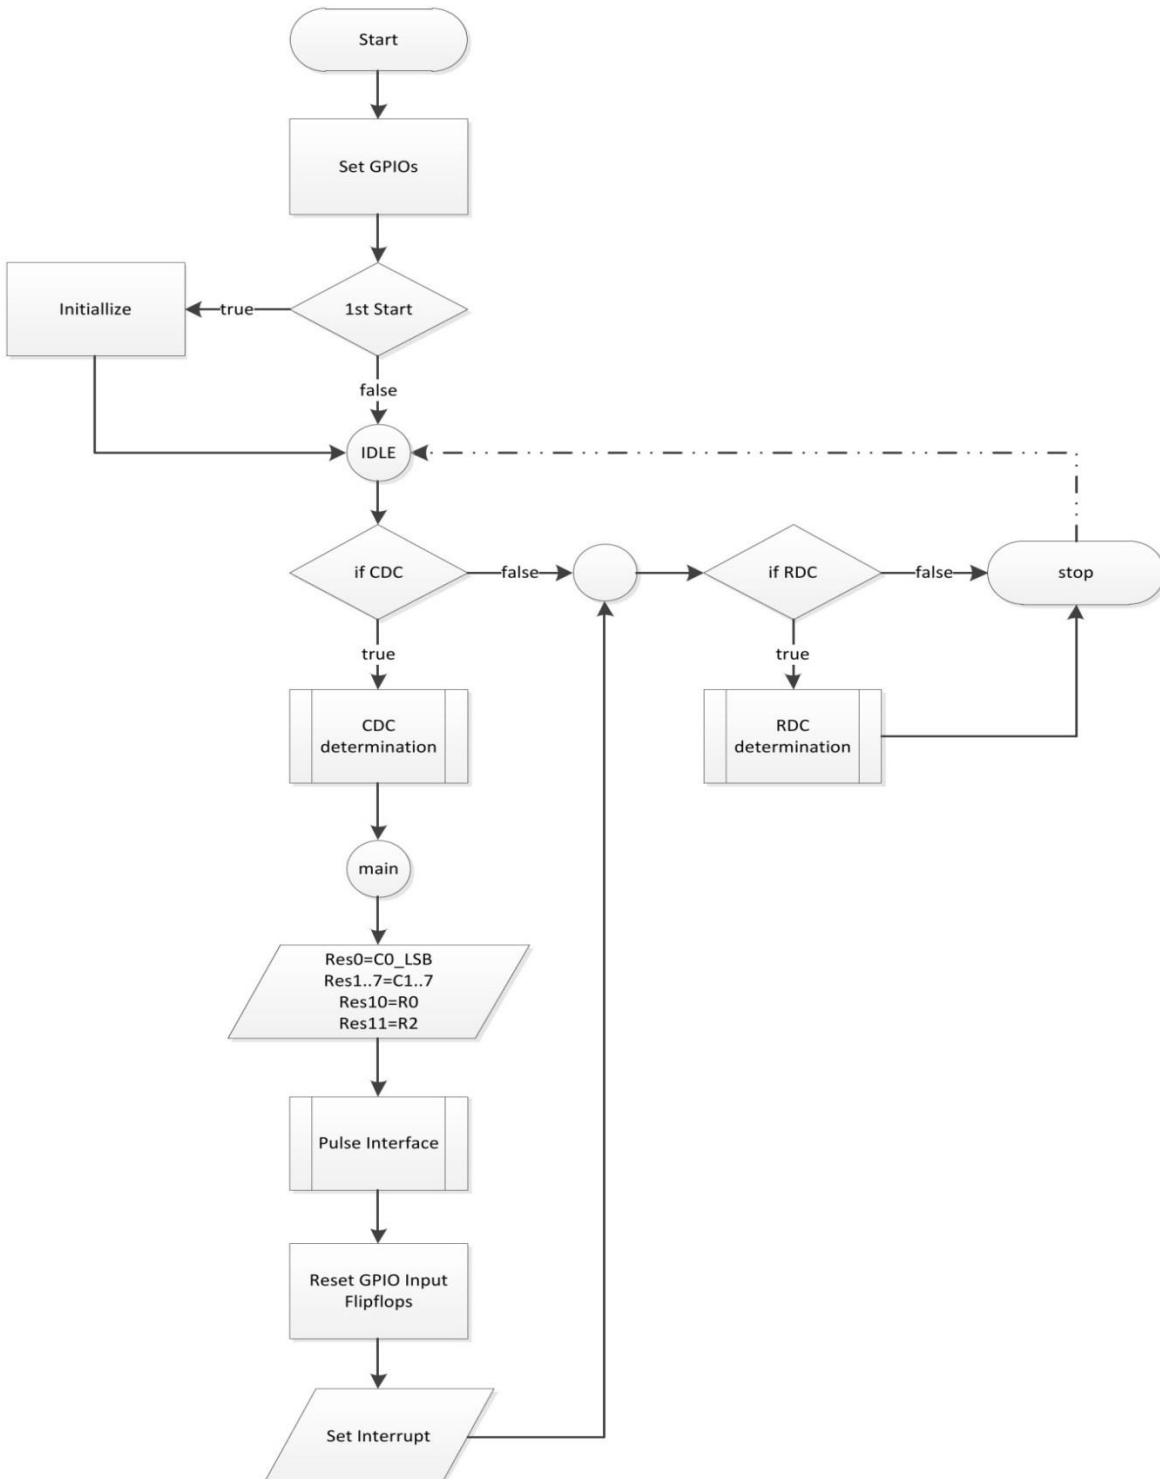 Start
Set GPIOs
Initiallize
true
1st Start
false
IDLE
if CDC
false
if RDC
false
stop
true
true
CDC
determination
RDC
determination
main
Res0=C0_LSB
Res1..7=C1..7
Res10=R0
Res11=R2
Pulse Interface
Reset GPIO Input
Flipflops
Set Interrupt